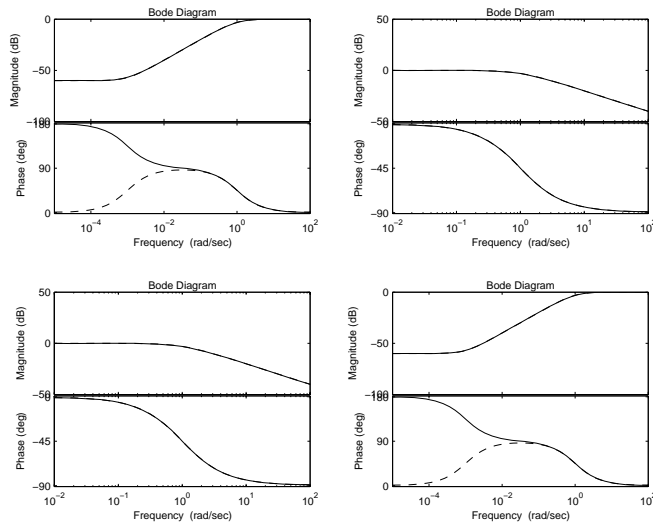 Bode Diagram
0
−50
−100
Magnitude (dB)
180
90
0
Phase (deg)
10^-4
10^-2
10^0
10^2
Frequency (rad/sec)
Bode Diagram
50
0
−50
Magnitude (dB)
0
−45
−90
Phase (deg)
10^-2
10^-1
10^0
10^1
10^2
Frequency (rad/sec)
Bode Diagram
50
0
−50
Magnitude (dB)
0
−45
−90
Phase (deg)
10^-2
10^-1
10^0
10^1
10^2
Frequency (rad/sec)
Bode Diagram
0
−50
−100
Magnitude (dB)
180
90
0
Phase (deg)
10^-4
10^-2
10^0
10^2
Frequency (rad/sec)